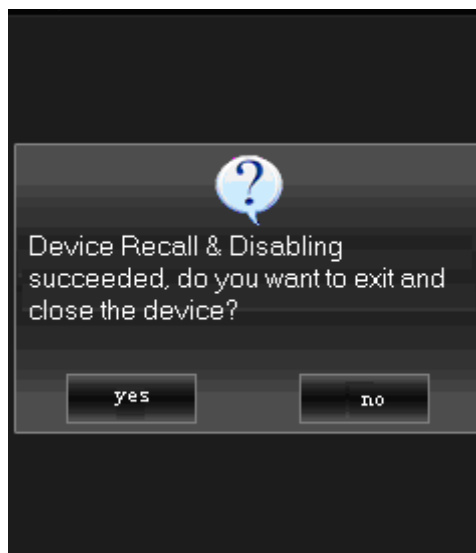 ?
Device Recall & Disabling
succeeded, do you want to exit and
close the device?
yes
no